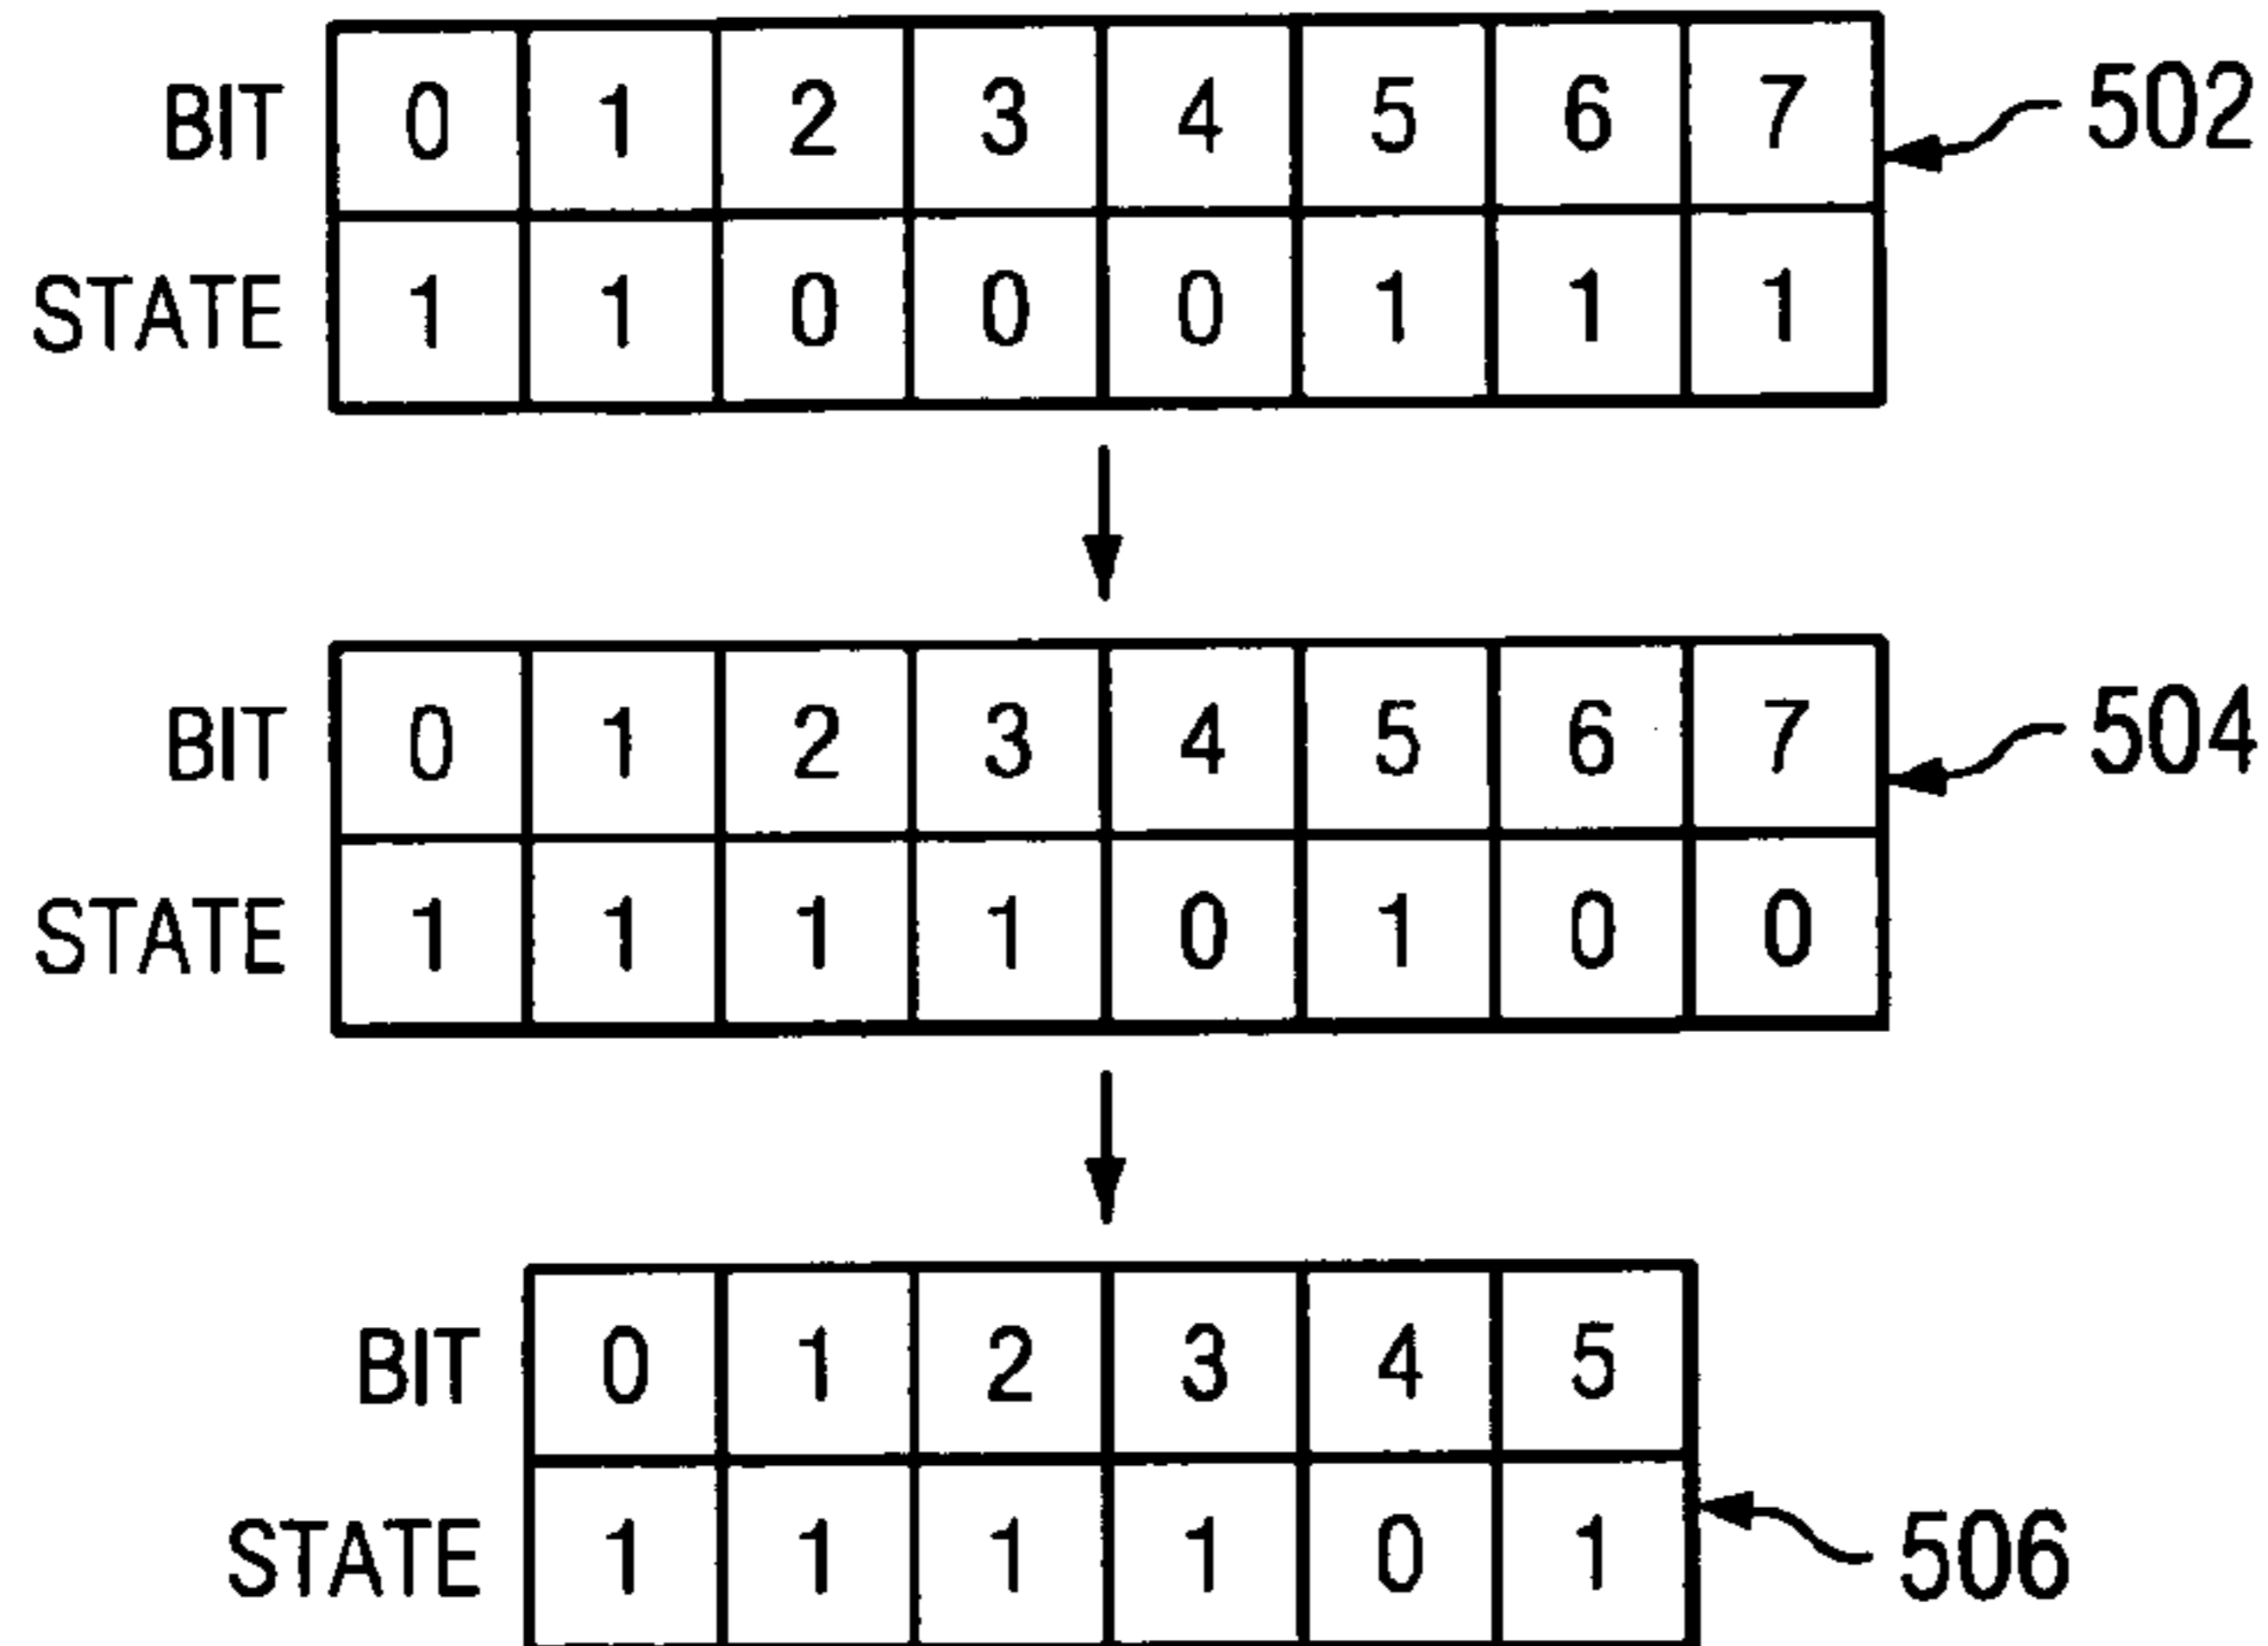 BIT 0 1 2 3 4 5 6 7 502
STATE 1 1 0 0 0 1 1 1
BIT 0 1 2 3 4 5 6 7 504
STATE 1 1 1 1 0 1 0 0
BIT 0 1 2 3 4 5
STATE 1 1 1 1 0 1 506